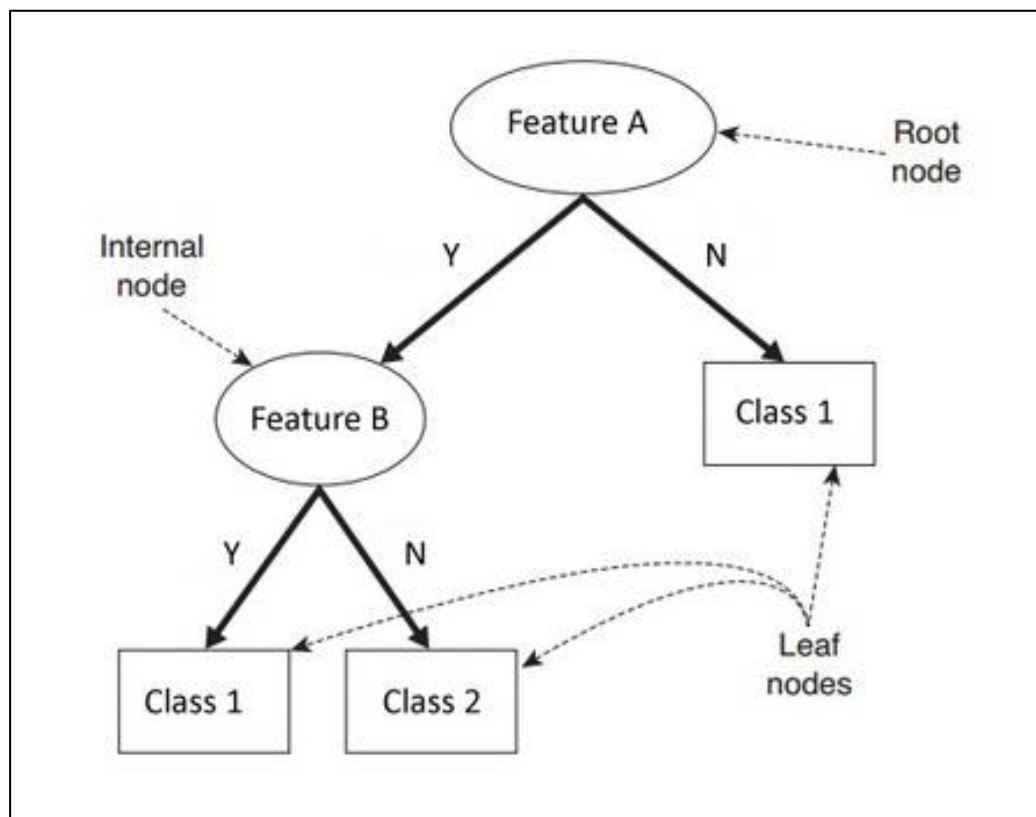 Feature A
Root
node
Y
N
Internal
node
Feature B
Class 1
Y
N
Class 1
Class 2
Leaf
nodes